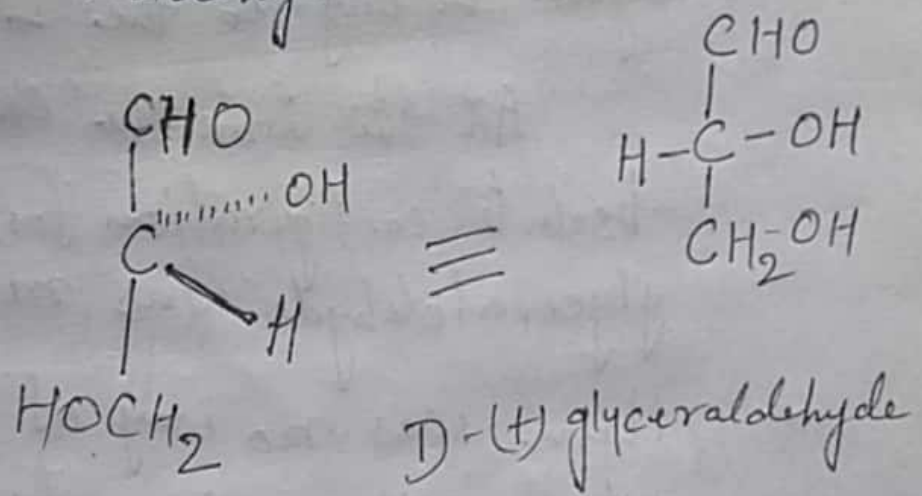 CHO
OH
C
H
HOCH₂
≡
CHO
H-C-OH
CH₂-OH
D-(+) glyceraldehyde